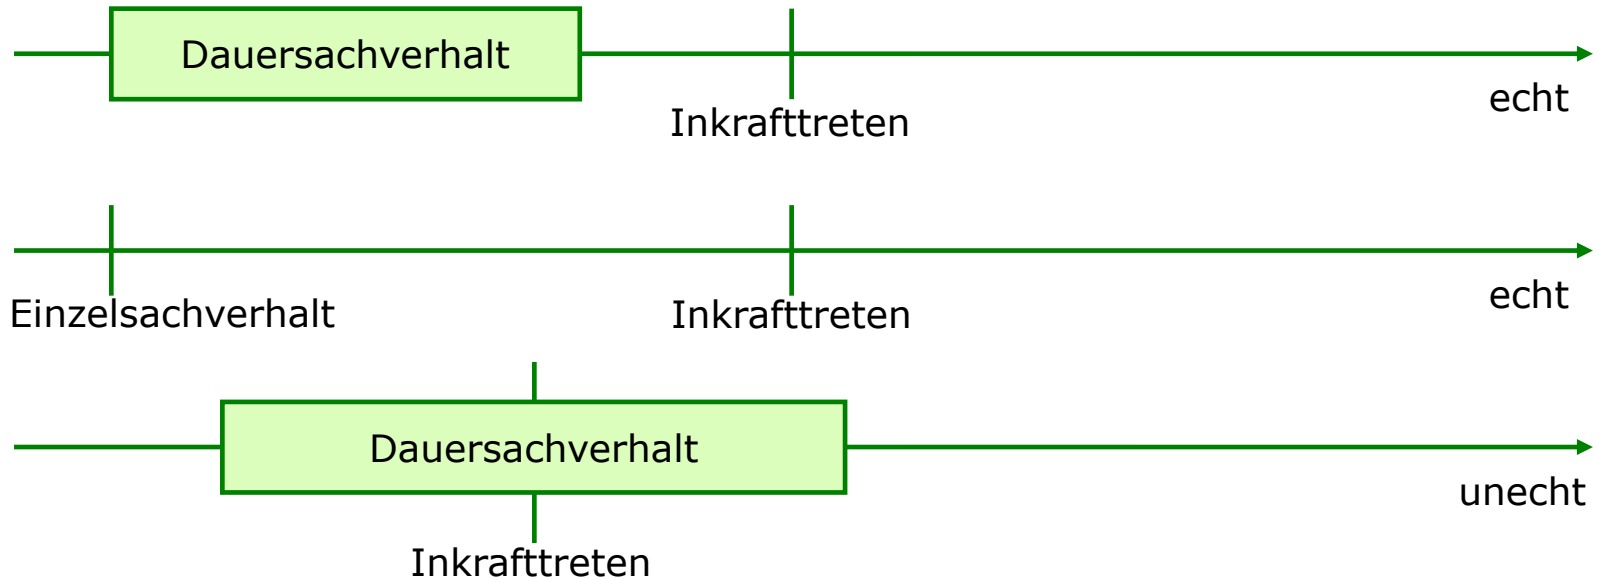 Dauersachverhalt
echt
Inkrafttreten
echt
Einzelsachverhalt
Inkrafttreten
Dauersachverhalt
unecht
Inkrafttreten